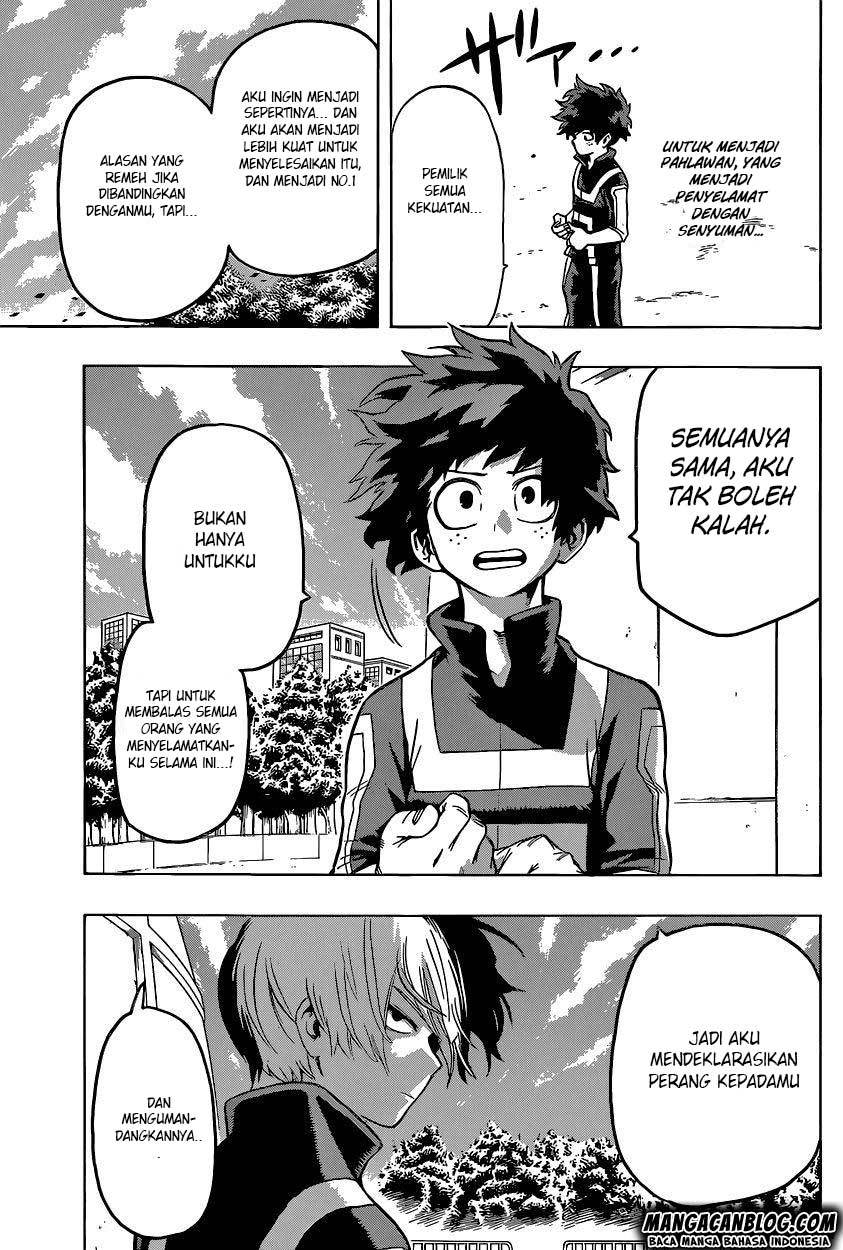 ザァ・・・
UNTUK MENJADI
PAHLAWAN, YANG
MENJADI
PENYELAMAT
DENGAN
SENYUMAN...
PEMILIK
SEMUA
KEKUATAN...
AKU INGIN MENJADI
SEPERTINYA... DAN
AKU AKAN MENJADI
LEBIH KUAT UNTUK
MENYELESAIKAN ITU,
DAN MENJADI NO.1
ALASAN YANG
REMEH JIKA
DIBANDINGKAN
DENGANMU, TAPI...
SEMUANYA
SAMA, AKU
TAK BOLEH
KALAH.
BUKAN
HANYA
UNTUKKU
TAPI UNTUK
MEMBALAS SEMUA
ORANG YANG
MENYELAMATKAN-
KU SELAMA INI...!
JADI AKU
MENDEKLARASIKAN
PERANG KEPADAMU
DAN
MENGUMAN-
DANGKANNYA..
MANGACANBLOG.COM
BACA MANGA BAHASA INDONESIA